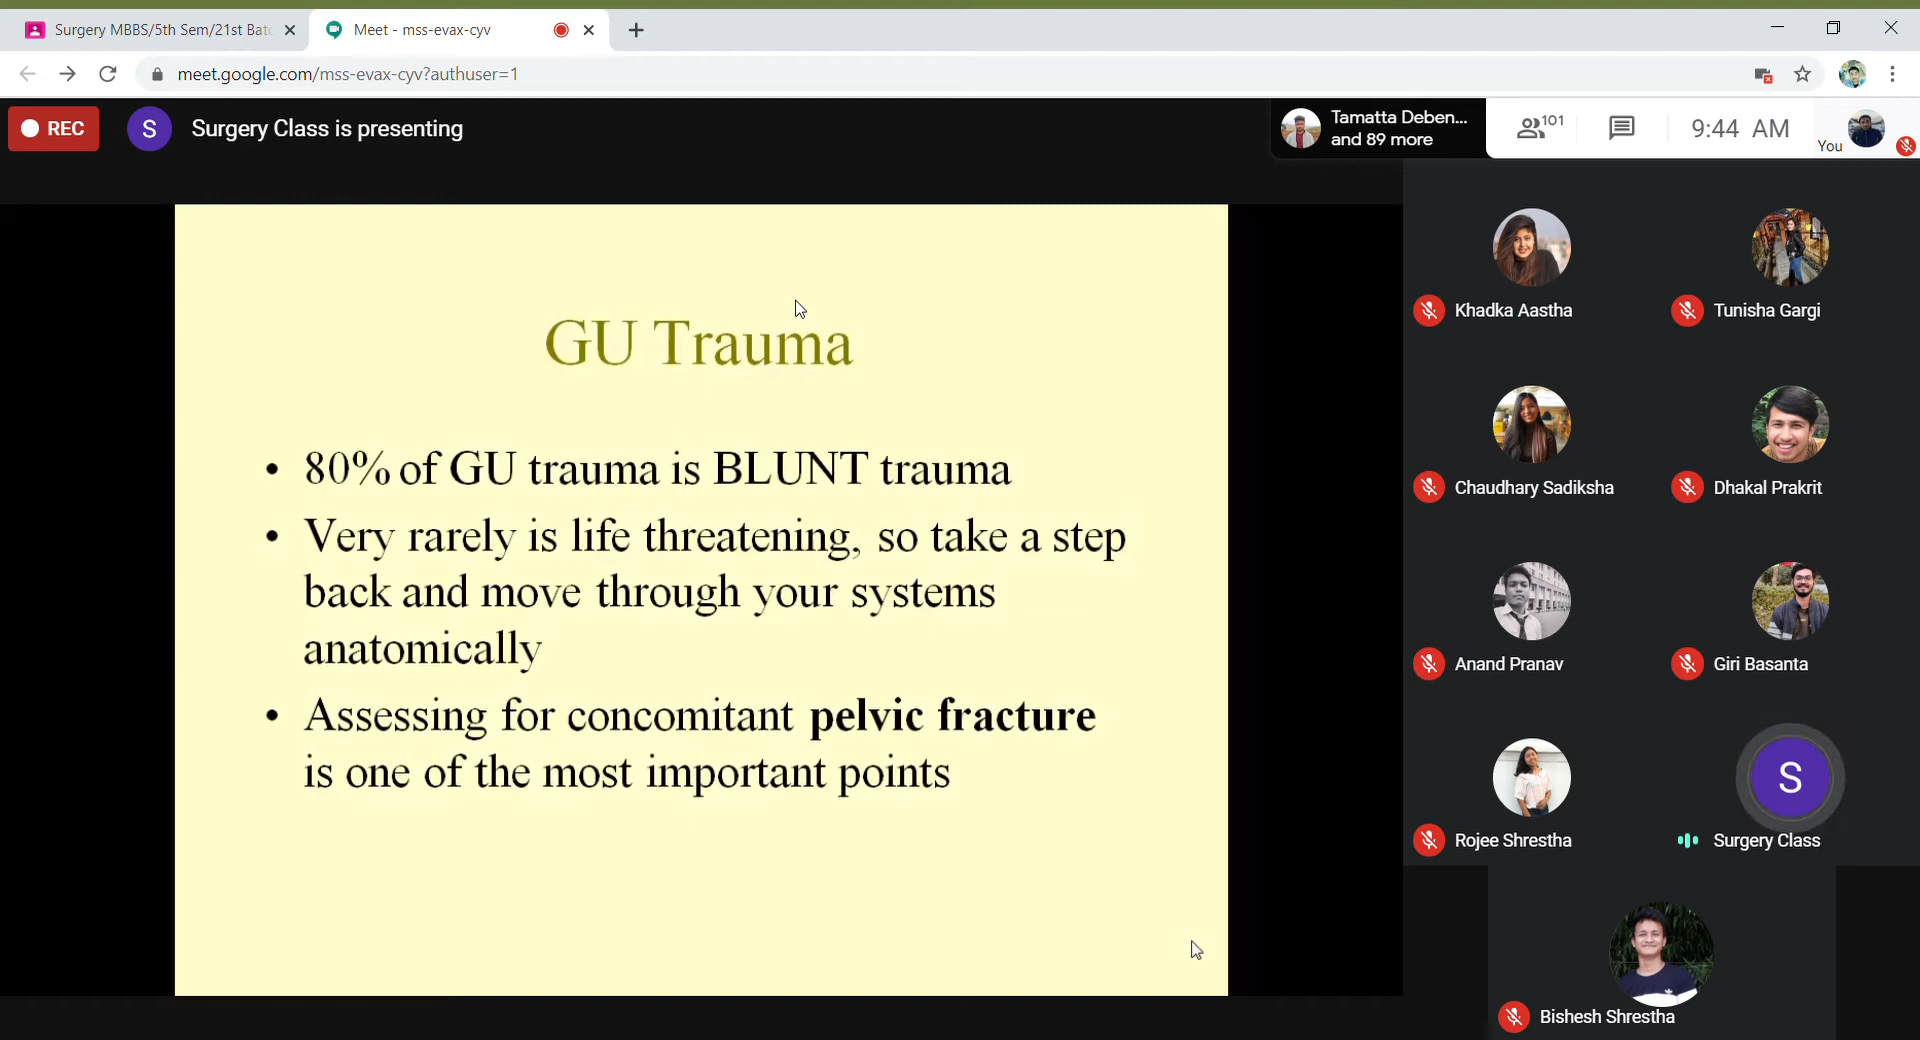 Surgery MBBS/5th Sem/21st Batc
Meet - mss-evax-cyv
meet.google.com/mss-evax-cyv?authuser=1
REC
S
Surgery Class is presenting
Tamatta Deben...
and 89 more
101
9:44 AM
You
GU Trauma
• 80% of GU trauma is BLUNT trauma
• Very rarely is life threatening, so take a step
back and move through your systems
anatomically
• Assessing for concomitant pelvic fracture
is one of the most important points
Khadka Aastha
Tunisha Gargi
Chaudhary Sadiksha
Dhakal Prakrit
Anand Pranav
Giri Basanta
Rojee Shrestha
S
Surgery Class
Bishesh Shrestha